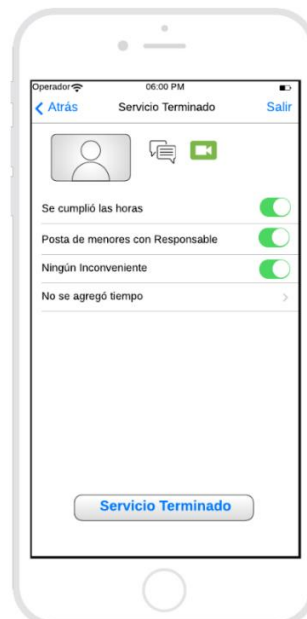 Operador 06:00 PM
Atrás Servicio Terminado Salir
Se cumplió las horas
Posta de menores con Responsable
Ningún Inconveniente
No se agregó tiempo
Servicio Terminado